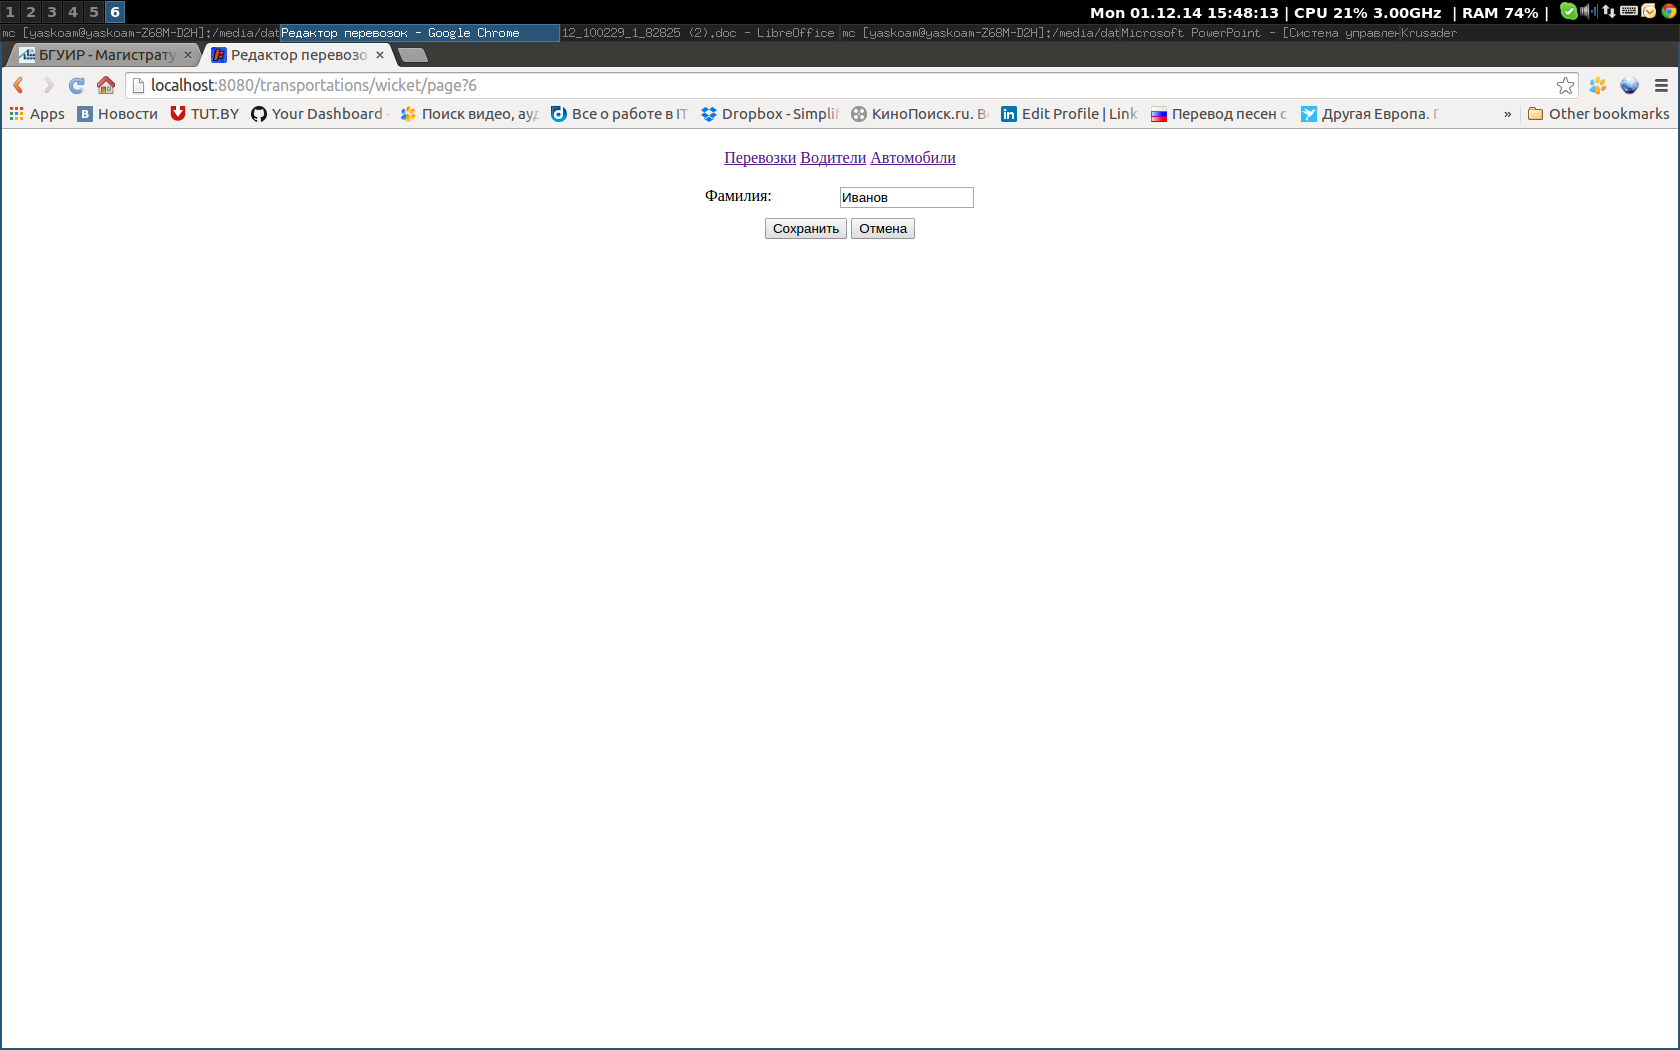 1 2 3 4 5 6 Mon 01.12.14 15:48:13 | CPU 21% 3.00GHz | RAM 74% |
mc [yaskoam@yaskoam-Z68M-D2H]:/media/dat Редактор перевозок - Google Chrome 12_100229_1_82825 (2).doc - LibreOffice mc [yaskoam@yaskoam-Z68M-D2H]:/media/dat Microsoft PowerPoint - [Система управлен Krusader
БГУИР - Магистрату Редактор перевозо
localhost:8080/transportations/wicket/page?6
Apps Новости TUT.BY Your Dashboard Поиск видео, ауд Все о работе в IT Dropbox - Simplif КиноПоиск.ru. В Edit Profile | Link Перевод песен с Другая Европа. Г » Other bookmarks
Перевозки Водители Автомобили
Фамилия: Иванов
Сохранить Отмена